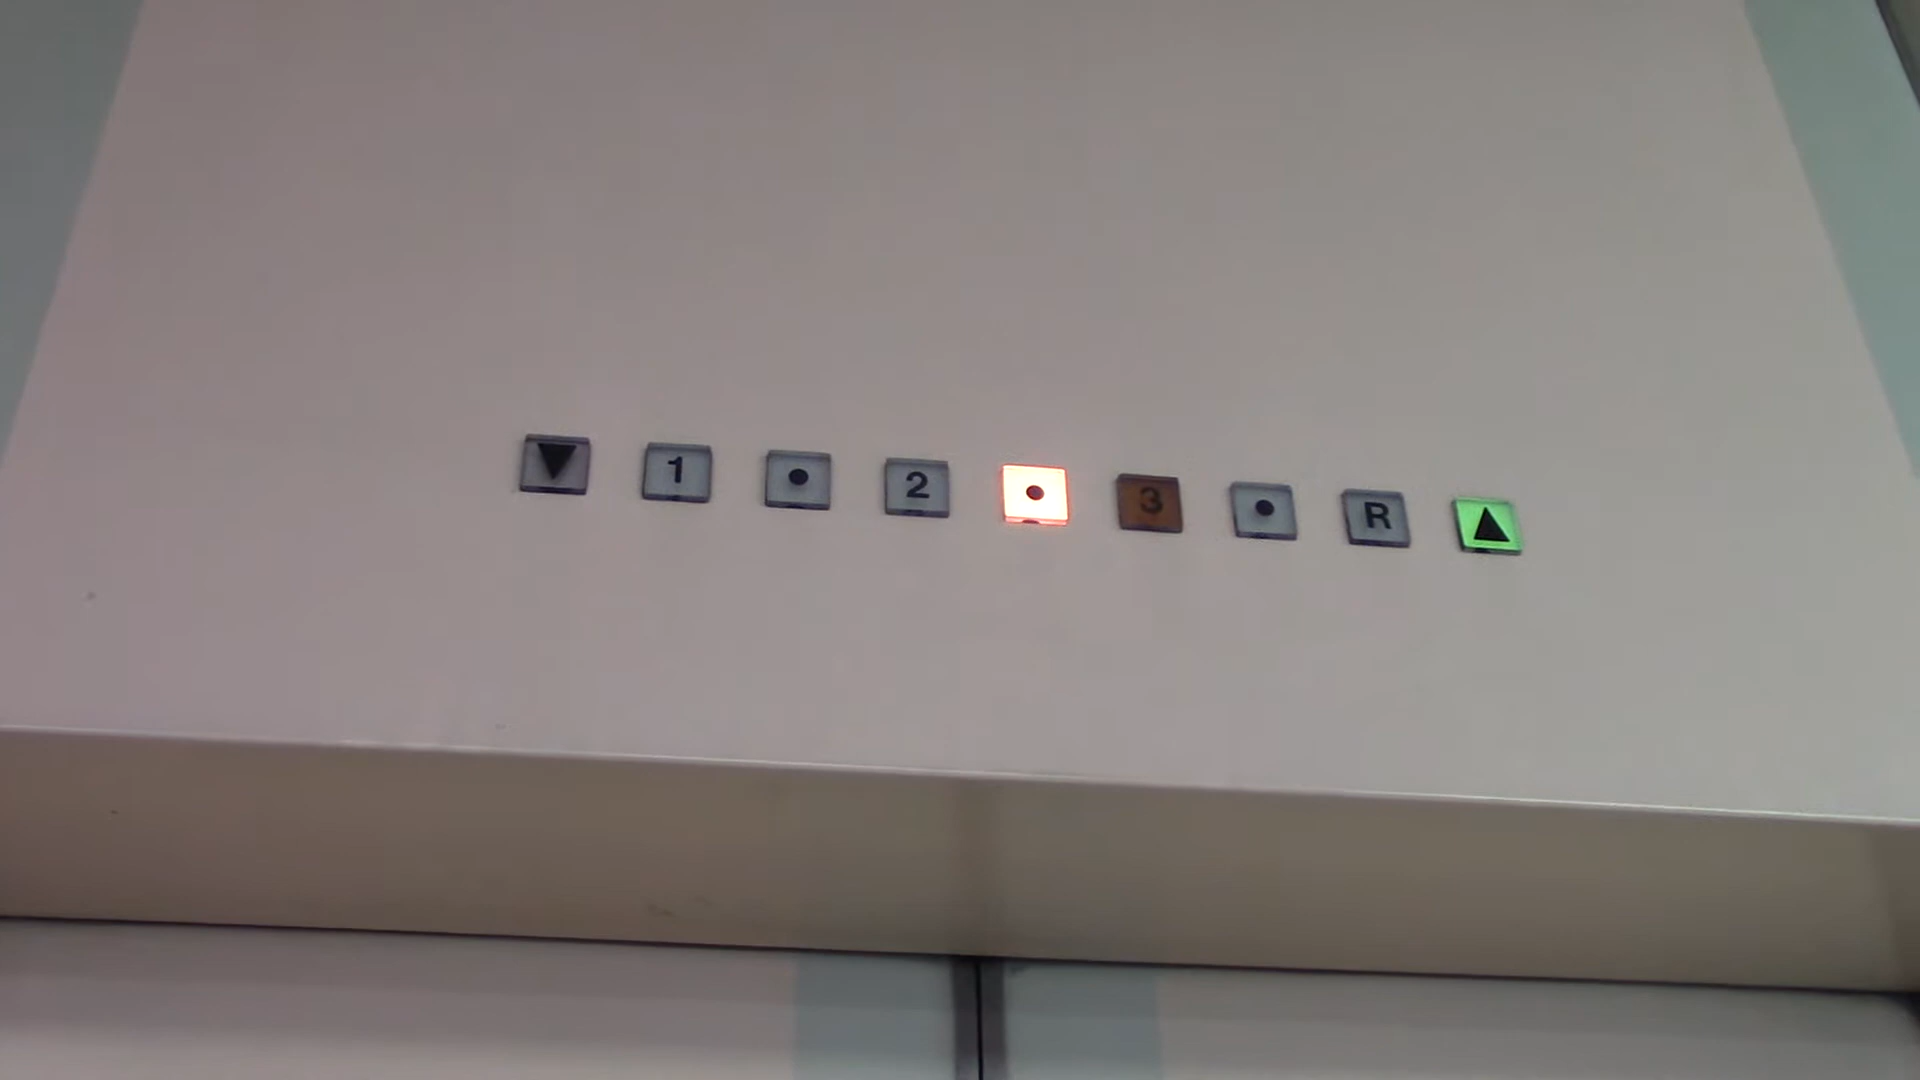 ▼ 1 • 2 • 3 • R ▲